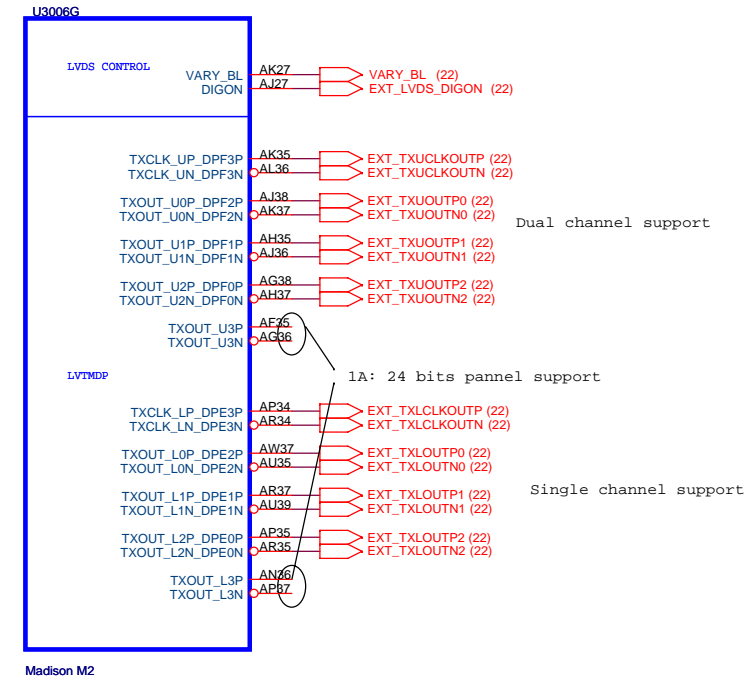 U3006G
LVDS CONTROL
VARY_BL AK27 VARY_BL (22)
DIGON AJ27 EXT_LVDS_DIGON (22)
TXCLK_UP_DPF3P AK35 EXT_TXUCLKOUTP (22)
TXCLK_UN_DPF3N AL36 EXT_TXUCLKOUTN (22)
TXOUT_U0P_DPF2P AJ38 EXT_TXUOUTP0 (22)
TXOUT_U0N_DPF2N AK37 EXT_TXUOUTN0 (22)
Dual channel support
TXOUT_U1P_DPF1P AH35 EXT_TXUOUTP1 (22)
TXOUT_U1N_DPF1N AJ36 EXT_TXUOUTN1 (22)
TXOUT_U2P_DPF0P AG38 EXT_TXUOUTP2 (22)
TXOUT_U2N_DPF0N AH37 EXT_TXUOUTN2 (22)
TXOUT_U3P AF35
TXOUT_U3N AG36
LVTMDP
1A: 24 bits pannel support
TXCLK_LP_DPE3P AP34 EXT_TXLCLKOUTP (22)
TXCLK_LN_DPE3N AR34 EXT_TXLCLKOUTN (22)
TXOUT_L0P_DPE2P AW37 EXT_TXLOUTP0 (22)
TXOUT_L0N_DPE2N AU35 EXT_TXLOUTN0 (22)
Single channel support
TXOUT_L1P_DPE1P AR37 EXT_TXLOUTP1 (22)
TXOUT_L1N_DPE1N AU39 EXT_TXLOUTN1 (22)
TXOUT_L2P_DPE0P AP35 EXT_TXLOUTP2 (22)
TXOUT_L2N_DPE0N AR35 EXT_TXLOUTN2 (22)
TXOUT_L3P AN36
TXOUT_L3N AP37
Madison M2